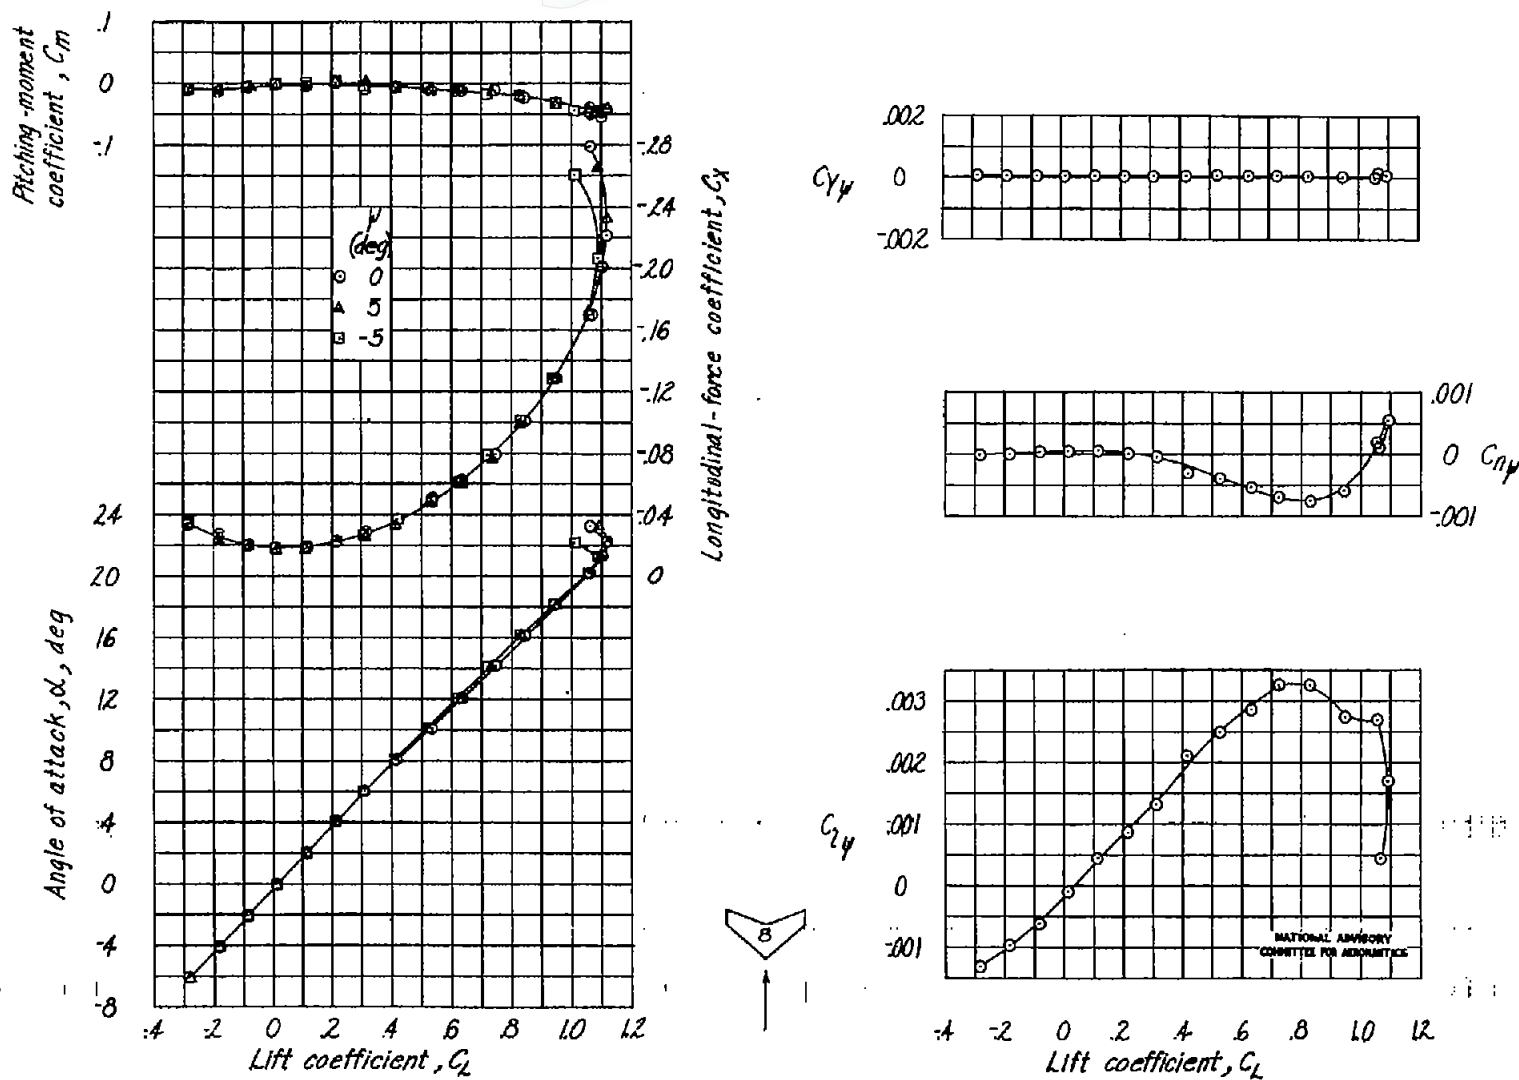 Pitching-moment
coefficient, Cm
.1
0
-.1
-.28
-.24
-.20
-.16
-.12
-.08
-.04
0
Longitudinal-force coefficient, CX
ψ
(deg)
0
5
-5
24
20
16
12
8
4
0
-4
-8
Angle of attack, α, deg
-.4 -.2 0 .2 .4 .6 .8 1.0 1.2
Lift coefficient, CL
8
CYψ
.002
0
-.002
.001
0
-.001
Cnψ
Clψ
.003
.002
.001
0
-.001
NATIONAL ADVISORY
COMMITTEE FOR AERONAUTICS
-.4 -.2 0 .2 .4 .6 .8 1.0 1.2
Lift coefficient, CL